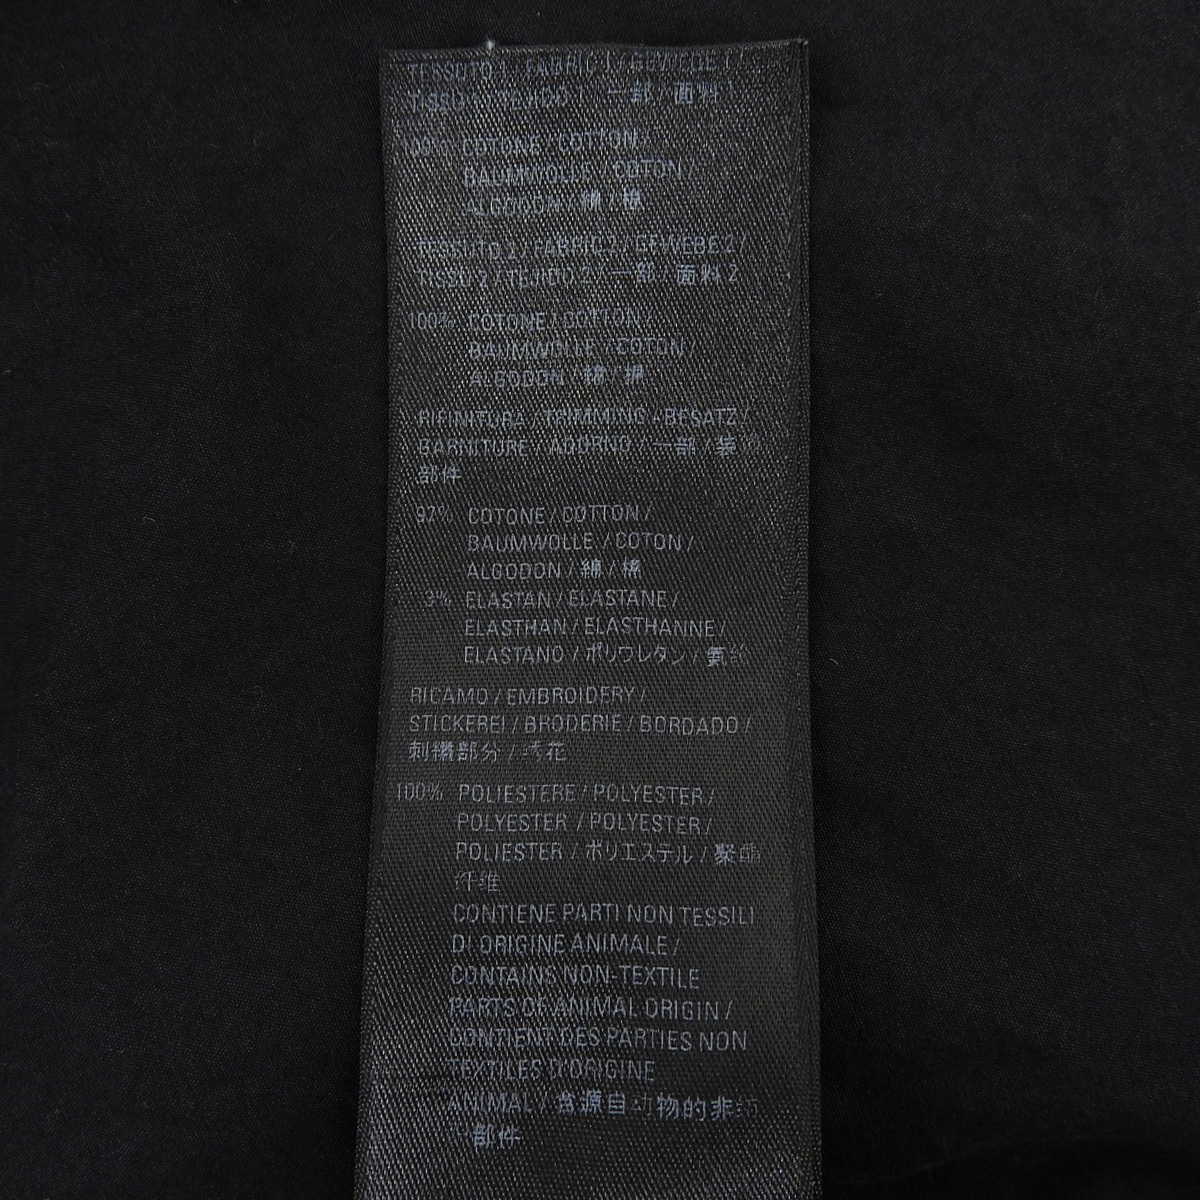 TESSUTO 1 / FABRIC 1 / GEWEBE 1 /
TISSU 1 / TEJIDO 1 / 一部 / 面料
100% COTONE / COTTON /
BAUMWOLLE / COTON /
ALGODON / 綿 / 棉
TESSUTO 2 / FABRIC 2 / GEWEBE 2 /
TISSU 2 / TEJIDO 2 / 一部 / 面料 2
100% COTONE / COTTON /
BAUMWOLLE / COTON /
ALGODON / 綿 / 棉
RIFINITURA / TRIMMING / BESATZ /
GARNITURE / ADORNO / 一部 / 装饰
部件
97% COTONE / COTTON /
BAUMWOLLE / COTON /
ALGODON / 綿 / 棉
3% ELASTAN / ELASTANE /
ELASTHAN / ELASTHANNE /
ELASTANO / ポリウレタン / 氨纶
RICAMO / EMBROIDERY /
STICKEREI / BRODERIE / BORDADO /
刺繍部分 / 绣花
100% POLIESTERE / POLYESTER /
POLYESTER / POLYESTER /
POLIESTER / ポリエステル / 聚酯
纤维
CONTIENE PARTI NON TESSILI
DI ORIGINE ANIMALE /
CONTAINS NON-TEXTILE
PARTS OF ANIMAL ORIGIN /
CONTIENT DES PARTIES NON
TEXTILES D'ORIGINE
ANIMAL / 含源自动物的非纺
部件